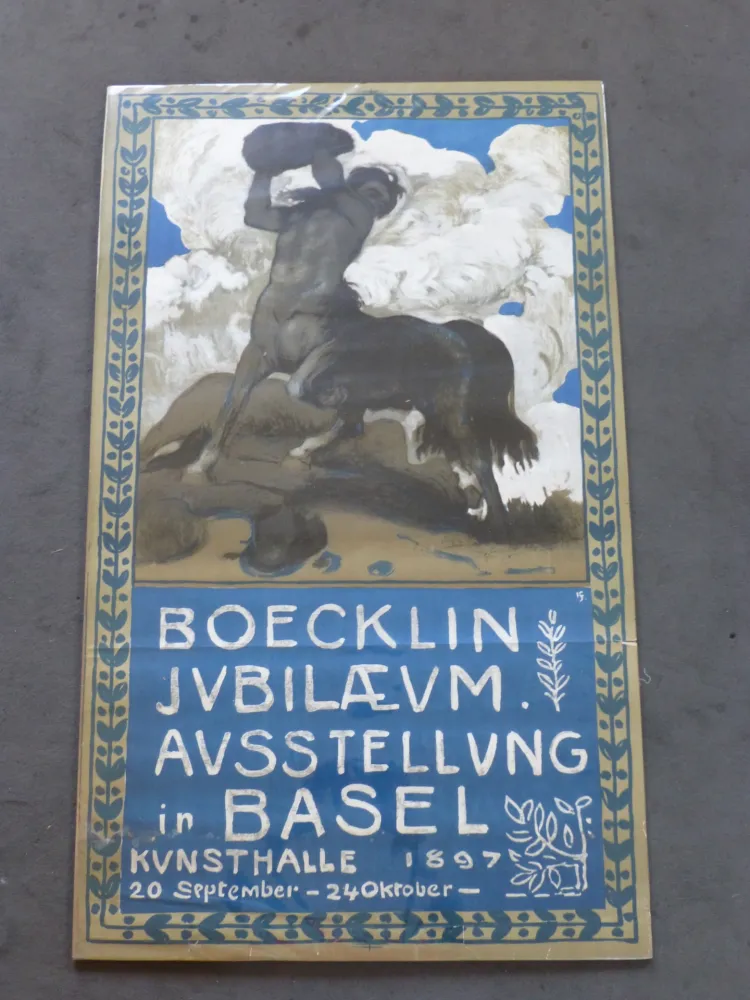 BOECKLIN
JVBILÆVM.
AVSSTELLVNG
in BASEL
KVNSTHALLE 1897
20 September – 24 Oktober –